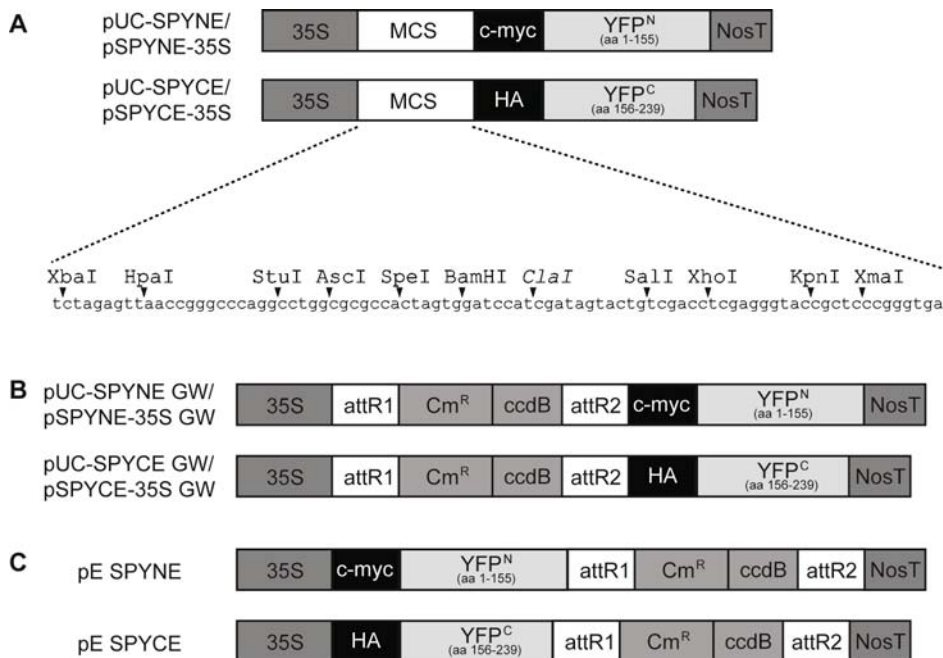 A
pUC-SPYNE/
pSPYNE-35S
35S MCS c-myc YFPᴺ (aa 1-155) NosT
pUC-SPYCE/
pSPYCE-35S
35S MCS HA YFPᶜ (aa 156-239) NosT
XbaI HpaI StuI AscI SpeI BamHI ClaI SalI XhoI KpnI XmaI
tctagagttaaccgggcccaggcctggcgcgccactagtggatccatcgatagtactgtcgacctcgagggtaccgctcccgggtga
B
pUC-SPYNE GW/
pSPYNE-35S GW
35S attR1 Cmᴿ ccdB attR2 c-myc YFPᴺ (aa 1-155) NosT
pUC-SPYCE GW/
pSPYCE-35S GW
35S attR1 Cmᴿ ccdB attR2 HA YFPᶜ (aa 156-239) NosT
C
pE SPYNE
35S c-myc YFPᴺ (aa 1-155) attR1 Cmᴿ ccdB attR2 NosT
pE SPYCE
35S HA YFPᶜ (aa 156-239) attR1 Cmᴿ ccdB attR2 NosT